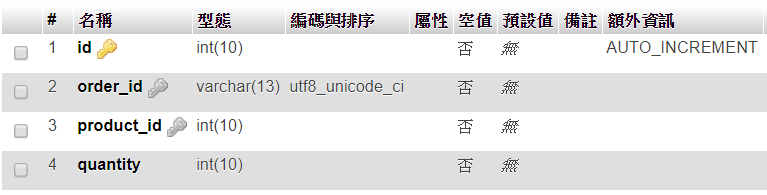 # 名稱 型態 編碼與排序 屬性 空值 預設值 備註 額外資訊
1 id int(10) 否 無 AUTO_INCREMENT
2 order_id varchar(13) utf8_unicode_ci 否 無
3 product_id int(10) 否 無
4 quantity int(10) 否 無